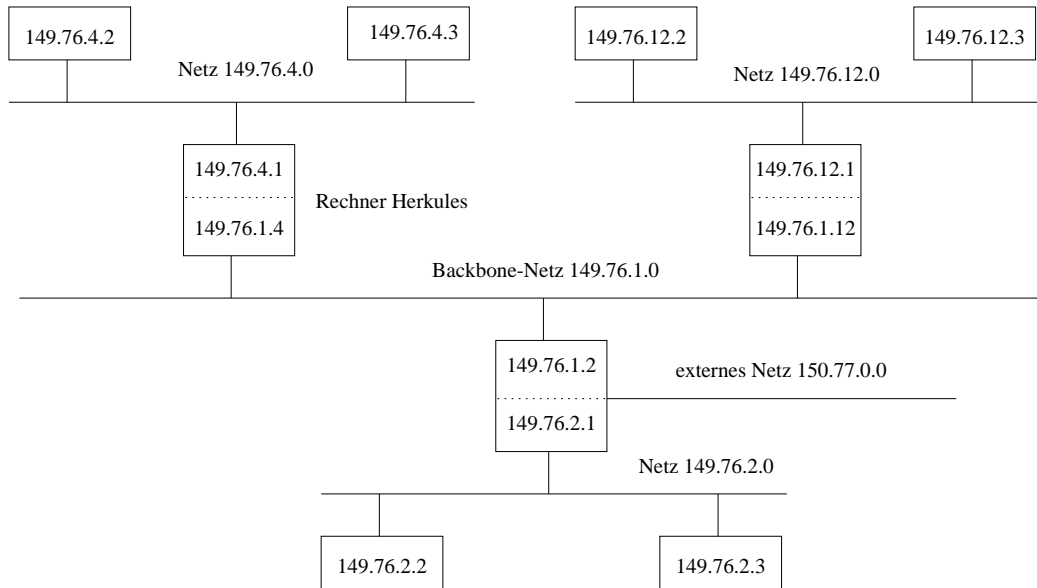 149.76.4.2
149.76.4.3
149.76.12.2
149.76.12.3
Netz 149.76.4.0
Netz 149.76.12.0
149.76.4.1
149.76.1.4
Rechner Herkules
149.76.12.1
149.76.1.12
Backbone-Netz 149.76.1.0
149.76.1.2
149.76.2.1
externes Netz 150.77.0.0
Netz 149.76.2.0
149.76.2.2
149.76.2.3